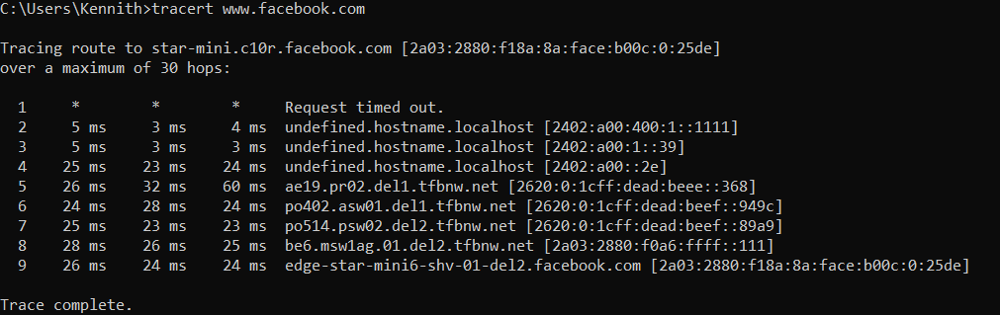 C:\Users\Kennith>tracert www.facebook.com
Tracing route to star-mini.c10r.facebook.com [2a03:2880:f18a:8a:face:b00c:0:25de]
over a maximum of 30 hops:
1 * * * Request timed out.
2 5 ms 3 ms 4 ms undefined.hostname.localhost [2402:a00:400:1::1111]
3 5 ms 3 ms 3 ms undefined.hostname.localhost [2402:a00:1::39]
4 25 ms 23 ms 24 ms undefined.hostname.localhost [2402:a00::2e]
5 26 ms 32 ms 60 ms ae19.pr02.del1.tfbnw.net [2620:0:1cff:dead:beee::368]
6 24 ms 28 ms 24 ms po402.asw01.del1.tfbnw.net [2620:0:1cff:dead:beef::949c]
7 25 ms 23 ms 23 ms po514.psw02.del2.tfbnw.net [2620:0:1cff:dead:beef::89a9]
8 28 ms 26 ms 25 ms be6.msw1ag.01.del2.tfbnw.net [2a03:2880:f0a6:ffff::111]
9 26 ms 24 ms 24 ms edge-star-mini6-shv-01-del2.facebook.com [2a03:2880:f18a:8a:face:b00c:0:25de]
Trace complete.